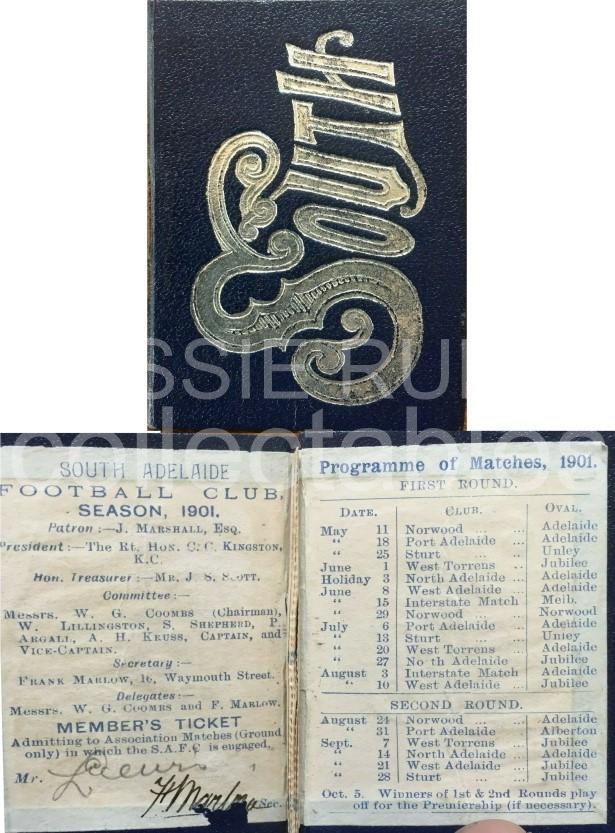 SOUTH
SOUTH ADELAIDE
FOOTBALL CLUB,
SEASON, 1901.
Patron:—J. MARSHALL, ESQ.
President:—THE RT. HON. C. C. KINGSTON,
K.C.
Hon. Treasurer:—MR. J. S. SCOTT.
Committee:—
MESSRS. W. G. COOMBS (CHAIRMAN),
W. LILLINGSTON, S. SHEPHERD, P.
ARGALL, A. H. KEUSS, CAPTAIN, and
VICE-CAPTAIN.
Secretary:—
FRANK MARLOW, 16, WAYMOUTH STREET.
Delegates:—
MESSRS. W. G. COOMBS and F. MARLOW.
MEMBER'S TICKET
Admitting to Association Matches (Ground
only) in which the S.A.F.C is engaged,
Mr.
F Marlow Sec.
Programme of Matches, 1901.
FIRST ROUND.
DATE. CLUB. OVAL.
May 11 Norwood ... ... Adelaide
" 18 Port Adelaide ... Adelaide
" 25 Sturt ... ... Unley
June 1 West Torrens ... Jubilee
Holiday 3 North Adelaide ... Adelaide
June 8 West Adelaide ... Adelaide
" 15 Interstate Match Melb.
" 29 Norwood ... ... Norwood
July 6 Port Adelaide ... Adelaide
" 13 Sturt ... ... Unley
" 20 West Torrens ... Adelaide
" 27 No th Adelaide ... Jubilee
August 3 Interstate Match Adelaide
" 10 West Adelaide ... Jubilee
SECOND ROUND.
August 24 Norwood ... ... Adelaide
" 31 Port Adelaide ... Alberton
Sept. 7 West Torrens ... Jubilee
" 14 North Adelaide ... Adelaide
" 21 West Adelaide ... Jubilee
" 28 Sturt ... ... Jubilee
Oct. 5. Winners of 1st & 2nd Rounds play
off for the Premiership (if necessary).
SSIE RU
collectables